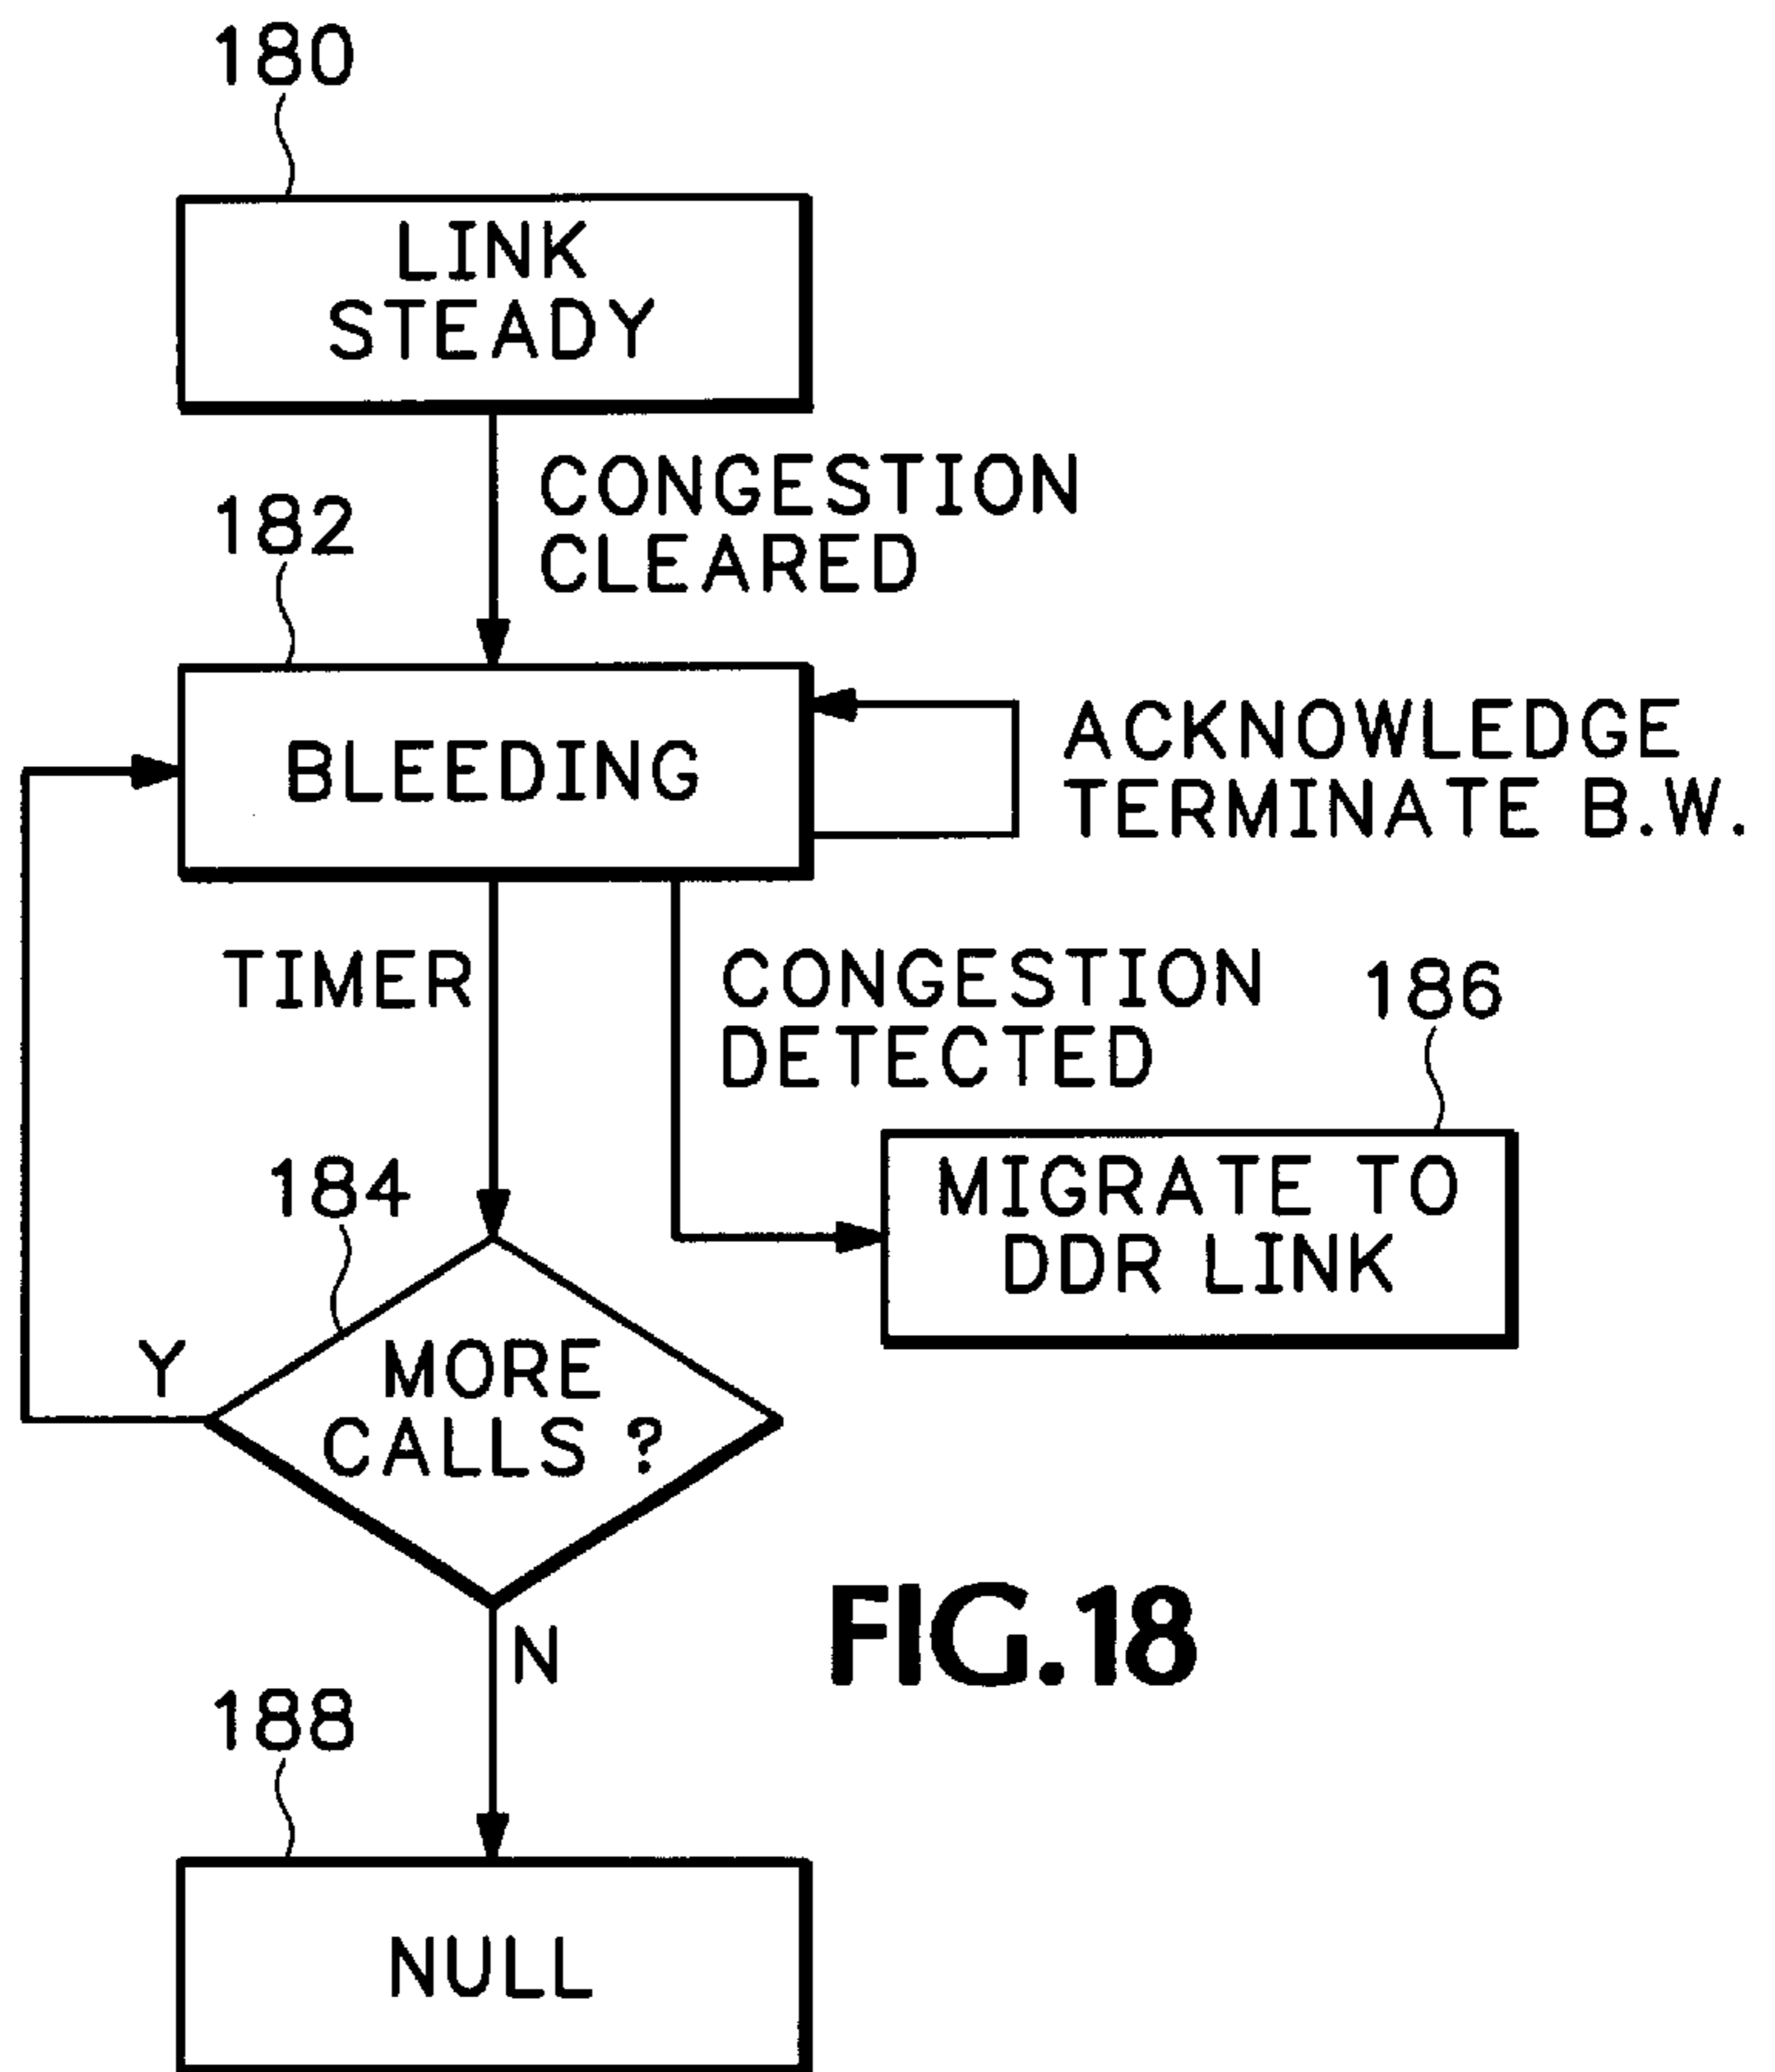 180
LINK
STEADY
CONGESTION
CLEARED
182
BLEEDING
ACKNOWLEDGE
TERMINATE B.W.
TIMER
CONGESTION
DETECTED
186
MIGRATE TO
DDR LINK
184
Y
MORE
CALLS ?
N
FIG.18
188
NULL